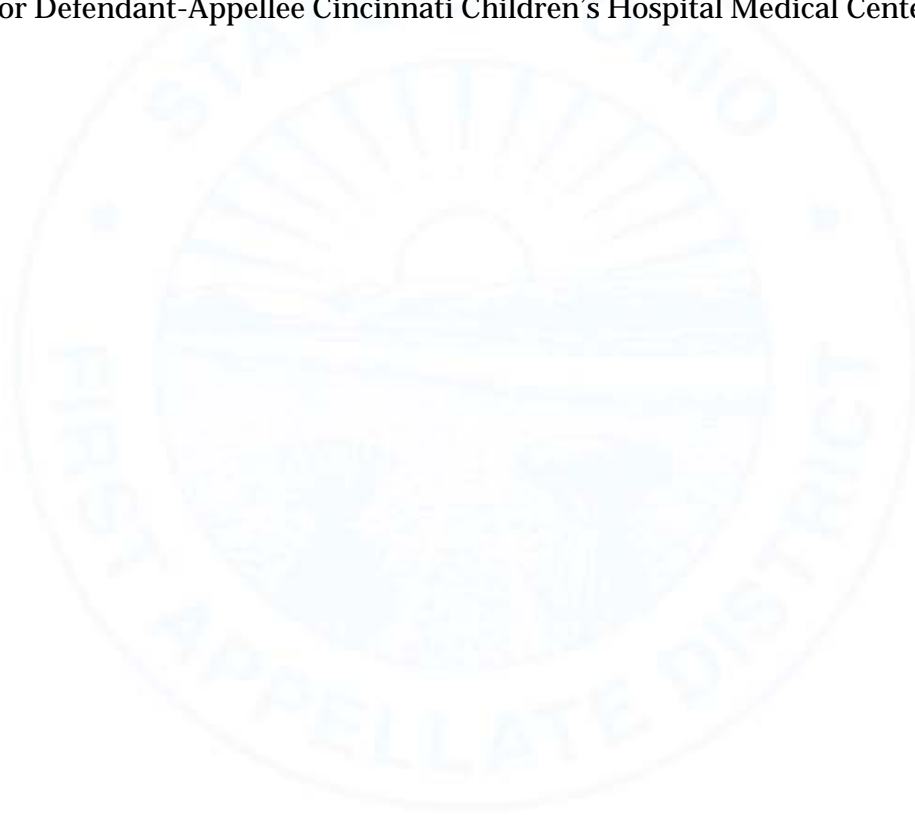 or Defendant-Appellee Cincinnati Children's Hospital Medical Cente
STATE OF OHIO
FIRST APPELLATE DISTRICT